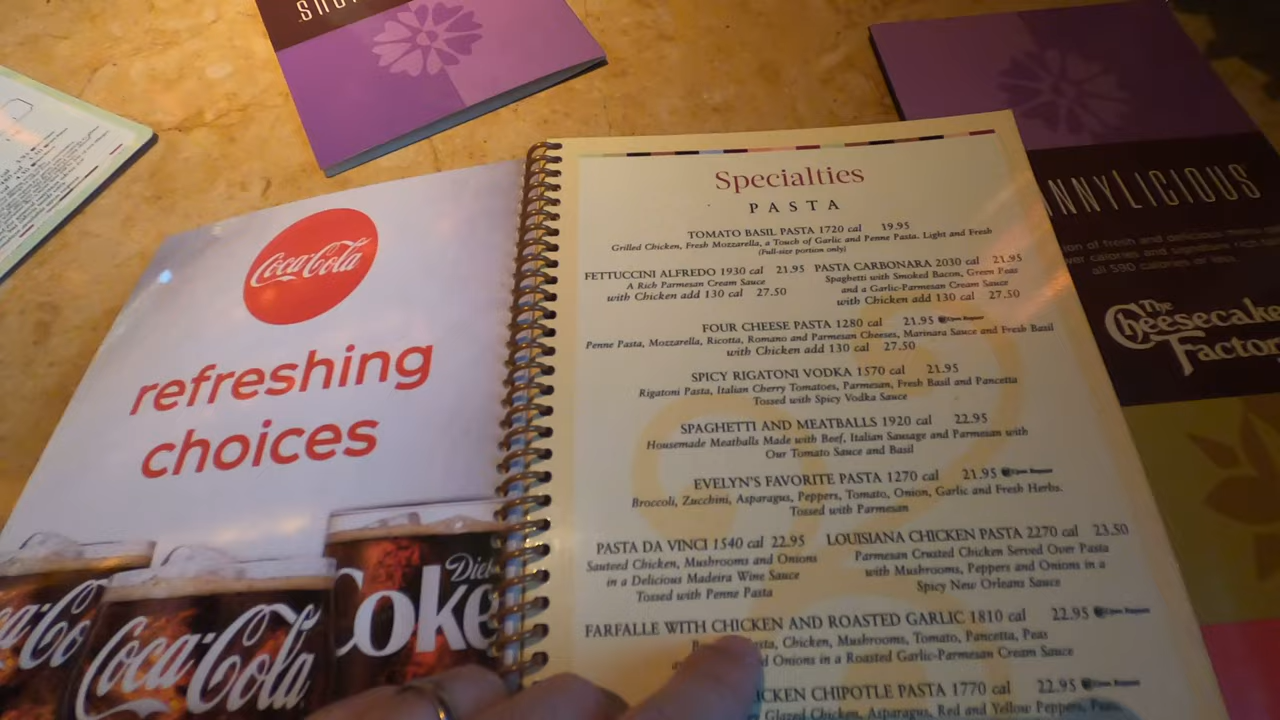 Coca-Cola
refreshing
choices
Coca-Cola
Diet
Coke
Specialties
PASTA
TOMATO BASIL PASTA 1720 cal 19.95
Grilled Chicken, Fresh Mozzarella, a Touch of Garlic and Penne Pasta. Light and Fresh
(Full-size portion only)
FETTUCCINI ALFREDO 1930 cal 21.95
A Rich Parmesan Cream Sauce
with Chicken add 130 cal 27.50
PASTA CARBONARA 2030 cal 21.95
Spaghetti with Smoked Bacon, Green Peas
and a Garlic-Parmesan Cream Sauce
with Chicken add 130 cal 27.50
FOUR CHEESE PASTA 1280 cal 21.95
Penne Pasta, Mozzarella, Ricotta, Romano and Parmesan Cheeses, Marinara Sauce and Fresh Basil
with Chicken add 130 cal 27.50
SPICY RIGATONI VODKA 1570 cal 21.95
Rigatoni Pasta, Italian Cherry Tomatoes, Parmesan, Fresh Basil and Pancetta
Tossed with Spicy Vodka Sauce
SPAGHETTI AND MEATBALLS 1920 cal 22.95
Housemade Meatballs Made with Beef, Italian Sausage and Parmesan with
Our Tomato Sauce and Basil
EVELYN'S FAVORITE PASTA 1270 cal 21.95
Broccoli, Zucchini, Asparagus, Peppers, Tomato, Onion, Garlic and Fresh Herbs.
Tossed with Parmesan
PASTA DA VINCI 1540 cal 22.95
Sauteed Chicken, Mushrooms and Onions
in a Delicious Madeira Wine Sauce
Tossed with Penne Pasta
LOUISIANA CHICKEN PASTA 2270 cal 23.50
Parmesan Crusted Chicken Served Over Pasta
with Mushrooms, Peppers and Onions in a
Spicy New Orleans Sauce
FARFALLE WITH CHICKEN AND ROASTED GARLIC 1810 cal 22.95
Chicken, Mushrooms, Tomato, Pancetta, Peas
Onions in a Roasted Garlic-Parmesan Cream Sauce
CHIPOTLE PASTA 1770 cal 22.95
Glazed Chicken, Asparagus, Red and Yellow Peppers,
NNYLICIOUS
of fresh and delicious
calories and
all 590 calories or less
The
Cheesecake
Factor